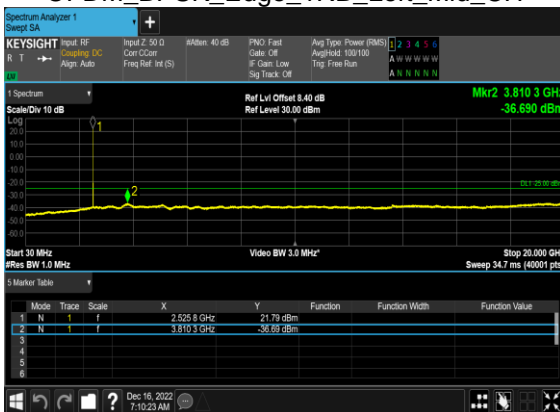 Spectrum Analyzer 1
Swept SA
KEYSIGHT
R T
LV
Input: RF
Coupling: DC
Align: Auto
Input Z: 50 Ω
Corr CCorr
Freq Ref: Int (S)
#Atten: 40 dB
PNO: Fast
Gate: Off
IF Gain: Low
Sig Track: Off
Avg Type: Power (RMS)
Avg|Hold: 100/100
Trig: Free Run
1 2 3 4 5 6
A W W W W W
A N N N N N
1 Spectrum
Scale/Div 10 dB
Ref Lvl Offset 8.40 dB
Ref Level 30.00 dBm
Mkr2 3.810 3 GHz
-36.690 dBm
Log
20.0
10.0
0.00
-10.0
-20.0
-30.0
-40.0
-50.0
-60.0
1
2
DL1 -25.00 dBm
Start 30 MHz
#Res BW 1.0 MHz
Video BW 3.0 MHz*
Stop 20.000 GHz
Sweep 34.7 ms (40001 pts)
5 Marker Table
Mode Trace Scale X Y Function Function Width Function Value
1 N 1 f 2.525 8 GHz 21.79 dBm
2 N 1 f 3.810 3 GHz -36.69 dBm
3
4
5
6
Dec 16, 2022
7:10:23 AM